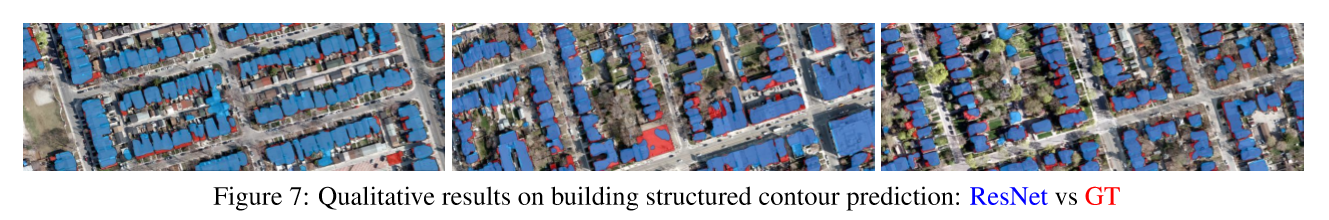 Figure 7: Qualitative results on building structured contour prediction: ResNet vs GT